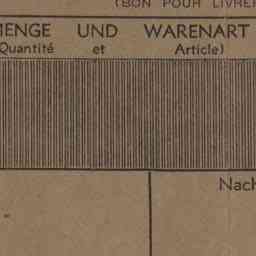 (BON POUR LIVRE
MENGE UND WARENART
Quantité et Article)
Nach